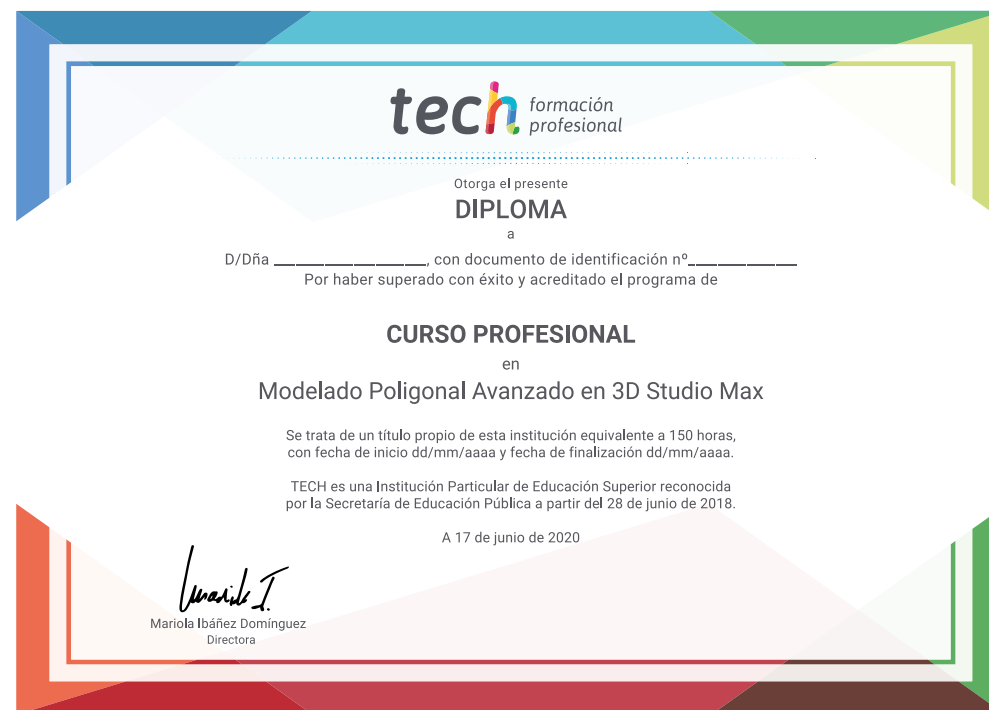 tech formación
profesional
Otorga el presente
DIPLOMA
a
D/Dña ______________, con documento de identificación nº__________
Por haber superado con éxito y acreditado el programa de
CURSO PROFESIONAL
en
Modelado Poligonal Avanzado en 3D Studio Max
Se trata de un título propio de esta institución equivalente a 150 horas,
con fecha de inicio dd/mm/aaaa y fecha de finalización dd/mm/aaaa.
TECH es una Institución Particular de Educación Superior reconocida
por la Secretaría de Educación Pública a partir del 28 de junio de 2018.
A 17 de junio de 2020
Mariola Ibáñez Domínguez
Directora